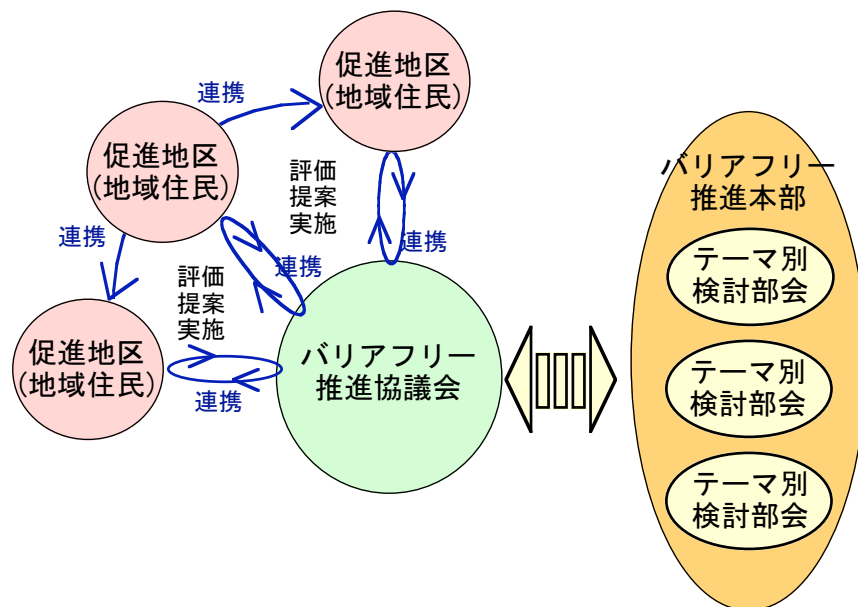 促進地区
(地域住民)
連携
促進地区
(地域住民)
評価
提案
実施
連携
連携
連携
評価
提案
実施
促進地区
(地域住民)
連携
バリアフリー
推進協議会
バリアフリー
推進本部
テーマ別
検討部会
テーマ別
検討部会
テーマ別
検討部会